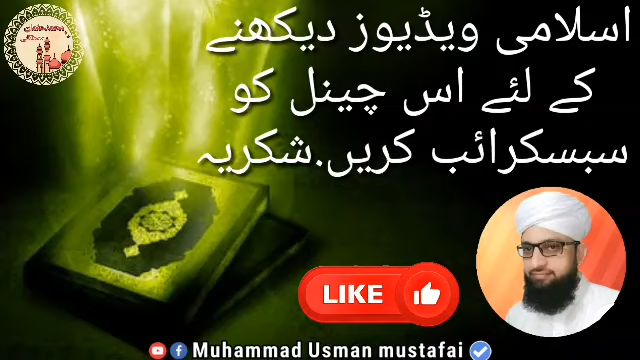 اسلامی ویڈیوز دیکھنے
کے لئے اس چینل کو
سبسکرائب کریں.شکریہ
LIKE
Muhammad Usman mustafai